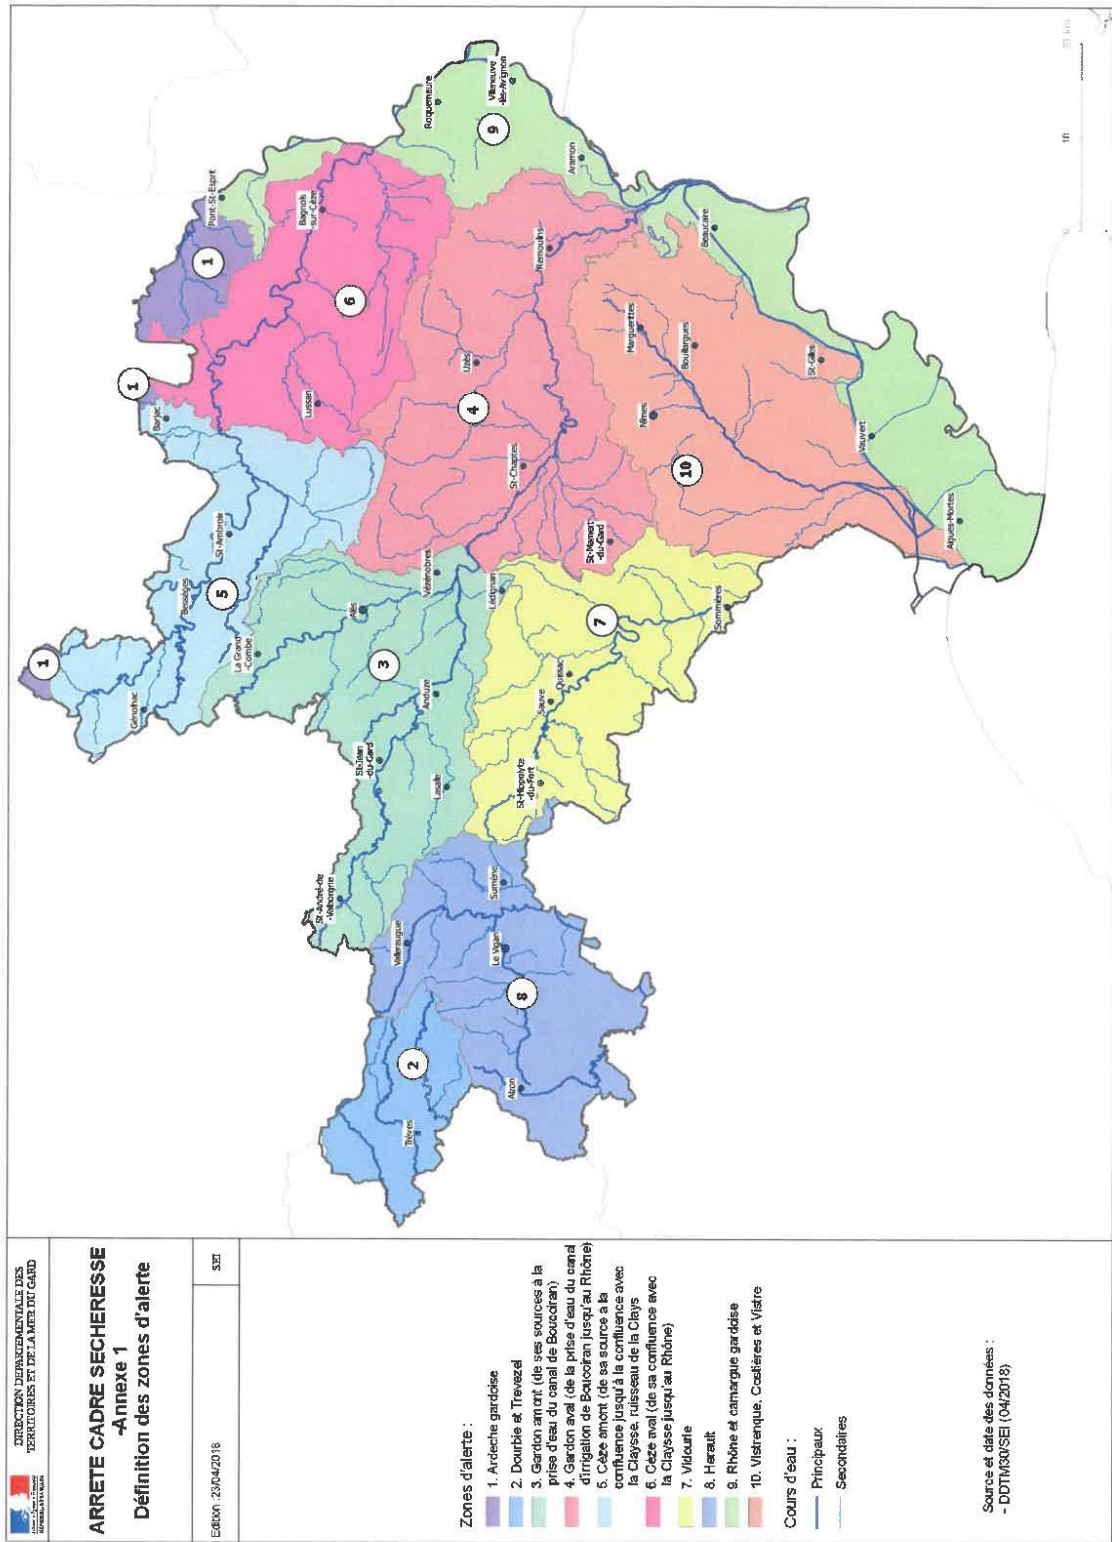 DIRECTION DEPARTEMENTALE DES
TERRITOIRES ET DE LA MER DU GARD
ARRETE CADRE SECHERESSE
-Annexe 1
Définition des zones d'alerte
Edition :23/04/2018
SEI
Zones d'alerte :
1. Ardeche gardoise
2. Dourbie et Trevezel
3. Gardon amont (de ses sources à la
prise d'eau du canal de Boucoiran)
4. Gardon aval (de la prise d'eau du canal
d'irrigation de Boucoiran jusqu'au Rhône)
5. Cèze amont (de sa source à la
confluence jusqu'à la confluence avec
la Claysse, ruisseau de la Clays
6. Cèze aval (de sa confluence avec
la Claysse jusqu'au Rhône)
7. Vidourle
8. Herault
9. Rhône et camargue gardoise
10. Vistrenque, Costières et Vistre
Cours d'eau :
Principaux
Secondaires
Source et date des données :
- DDTM30/SEI (04/2018)
1
Génolhac
Bessèges
5
St-Ambroix
Barjac
1
1
Pont-St-Esprit
La Grand
-Combe
Lussan
6
Bagnols
-sur-Cèze
St-André-de
-Valborgne
St-Jean
-du-Gard
3
Alès
Vézénobres
Anduze
Lasalle
Lédignan
4
Uzès
St-Chaptes
Remoulins
Roquemaure
9
Villeneuve
-lès-Avignon
Aramon
Trèves
2
Valleraugue
Le Vigan
Sumène
8
Alzon
St-Hippolyte
-du-Fort
Sauve
Quissac
7
Sommières
St-Mamert
-du-Gard
10
Nîmes
Marguerittes
Bouillargues
Beaucaire
St-Gilles
Vauvert
Aigues-Mortes
10
20 km